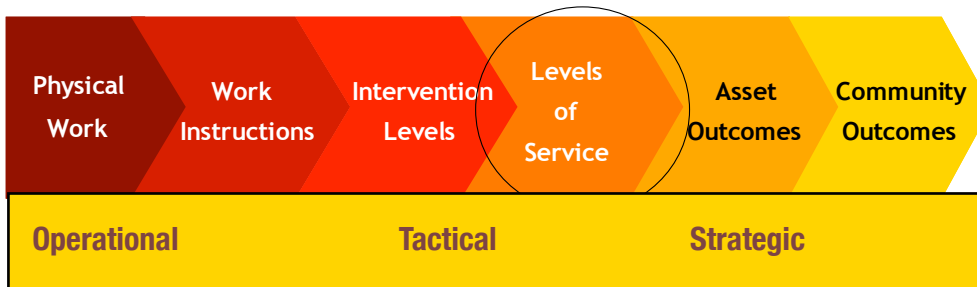 Physical
Work
Work
Instructions
Intervention
Levels
Levels
of
Service
Asset
Outcomes
Community
Outcomes
Operational
Tactical
Strategic